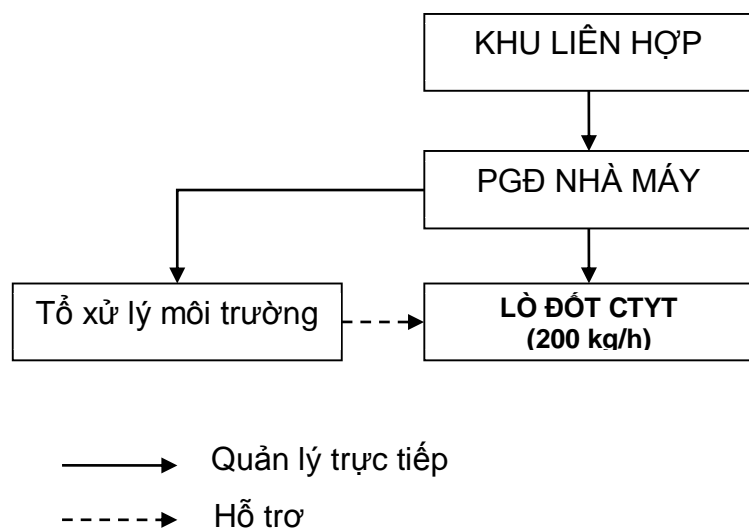 KHU LIÊN HỢP
PGĐ NHÀ MÁY
Tổ xử lý môi trường
LÒ ĐỐT CTYT
(200 kg/h)
Quản lý trực tiếp
Hỗ trơ